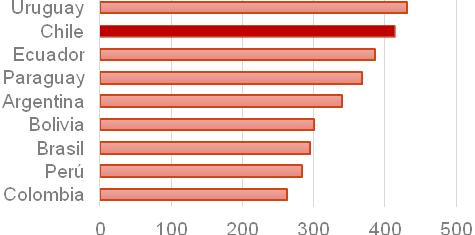 Uruguay
Chile
Ecuador
Paraguay
Argentina
Bolivia
Brasil
Perú
Colombia
0 100 200 300 400 500